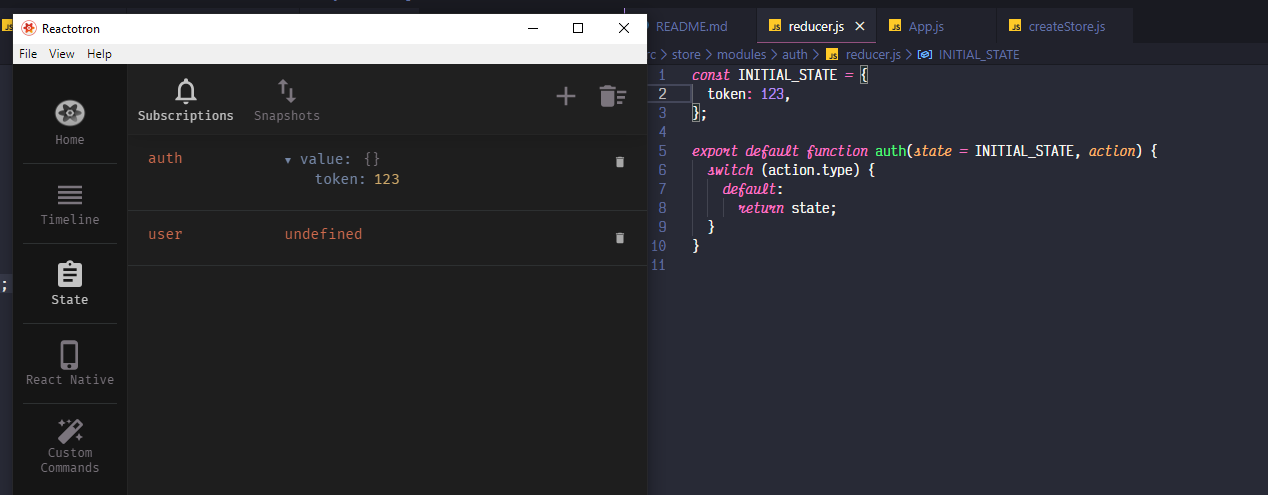 Reactotron
File View Help
Home
Timeline
State
React Native
Custom
Commands
Subscriptions
Snapshots
auth
▼ value: {}
token: 123
user
undefined
;
JS
README.md
JS reducer.js ×
JS App.js
JS createStore.js
rc > store > modules > auth > JS reducer.js > INITIAL_STATE
1 const INITIAL_STATE = {
2 token: 123,
3 };
4
5 export default function auth(state = INITIAL_STATE, action) {
6 switch (action.type) {
7 default:
8 return state;
9 }
10 }
11